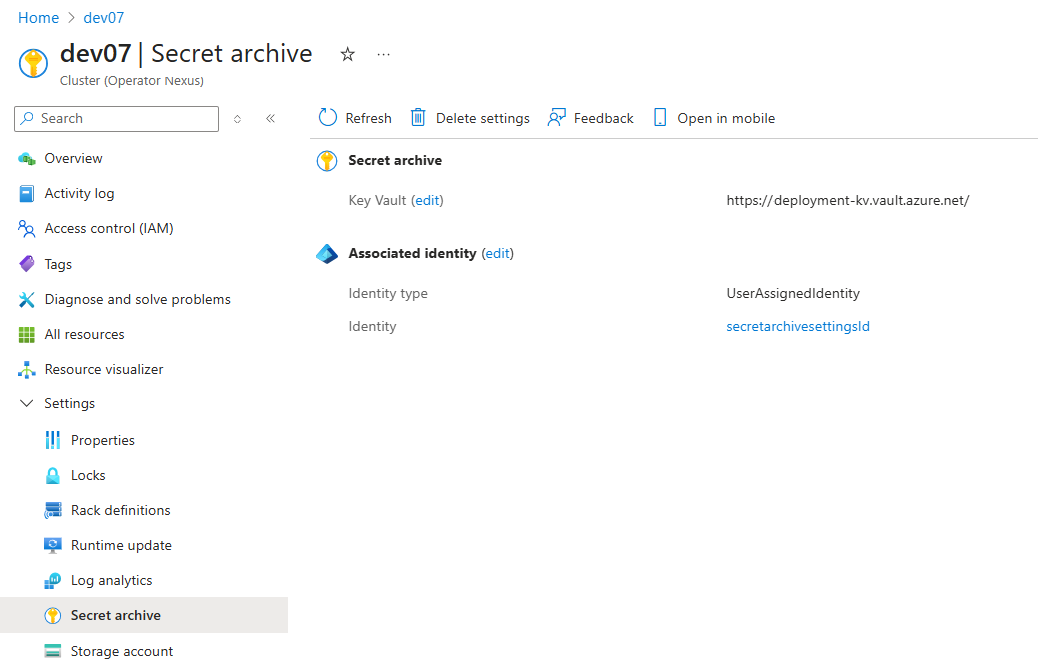 Home > dev07
dev07 | Secret archive
Cluster (Operator Nexus)
Search
Overview
Activity log
Access control (IAM)
Tags
Diagnose and solve problems
All resources
Resource visualizer
Settings
Properties
Locks
Rack definitions
Runtime update
Log analytics
Secret archive
Storage account
Refresh Delete settings Feedback Open in mobile
Secret archive
Key Vault (edit) https://deployment-kv.vault.azure.net/
Associated identity (edit)
Identity type UserAssignedIdentity
Identity secretarchivesettingsId